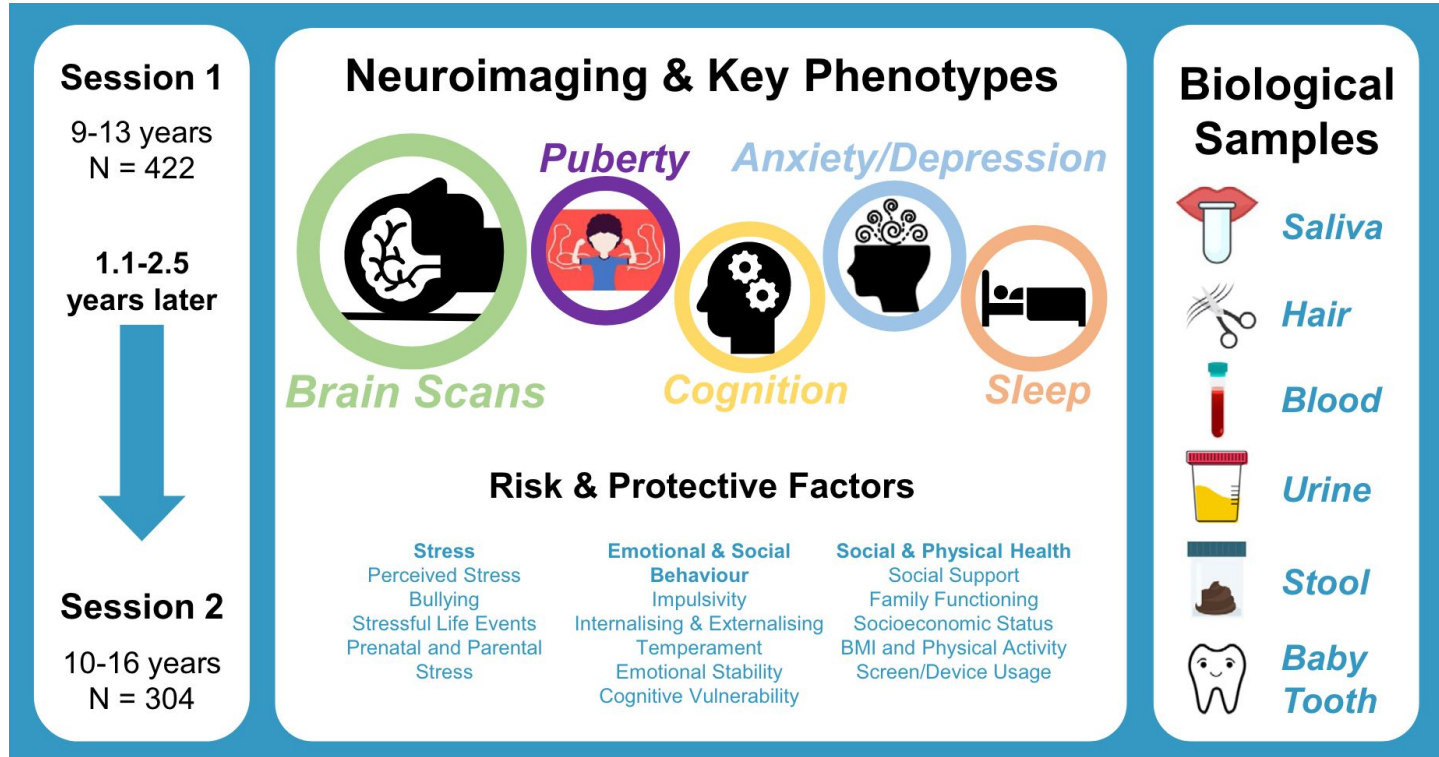 Session 1
9-13 years
N = 422
1.1-2.5
years later
Session 2
10-16 years
N = 304
Neuroimaging & Key Phenotypes
Puberty
Anxiety/Depression
Brain Scans
Cognition
Sleep
Risk & Protective Factors
Stress
Perceived Stress
Bullying
Stressful Life Events
Prenatal and Parental
Stress
Emotional & Social
Behaviour
Impulsivity
Internalising & Externalising
Temperament
Emotional Stability
Cognitive Vulnerability
Social & Physical Health
Social Support
Family Functioning
Socioeconomic Status
BMI and Physical Activity
Screen/Device Usage
Biological
Samples
Saliva
Hair
Blood
Urine
Stool
Baby
Tooth